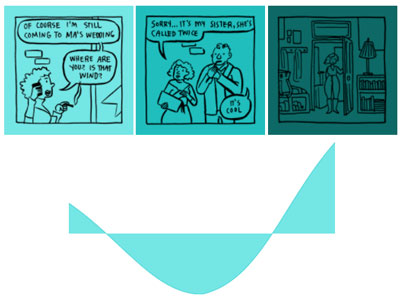 OF COURSE I'M STILL
COMING TO MA'S WEDDING
WHERE ARE
YOU? IS THAT
WIND?
SORRY... IT'S MY SISTER, SHE'S
CALLED TWICE
IT'S
COOL